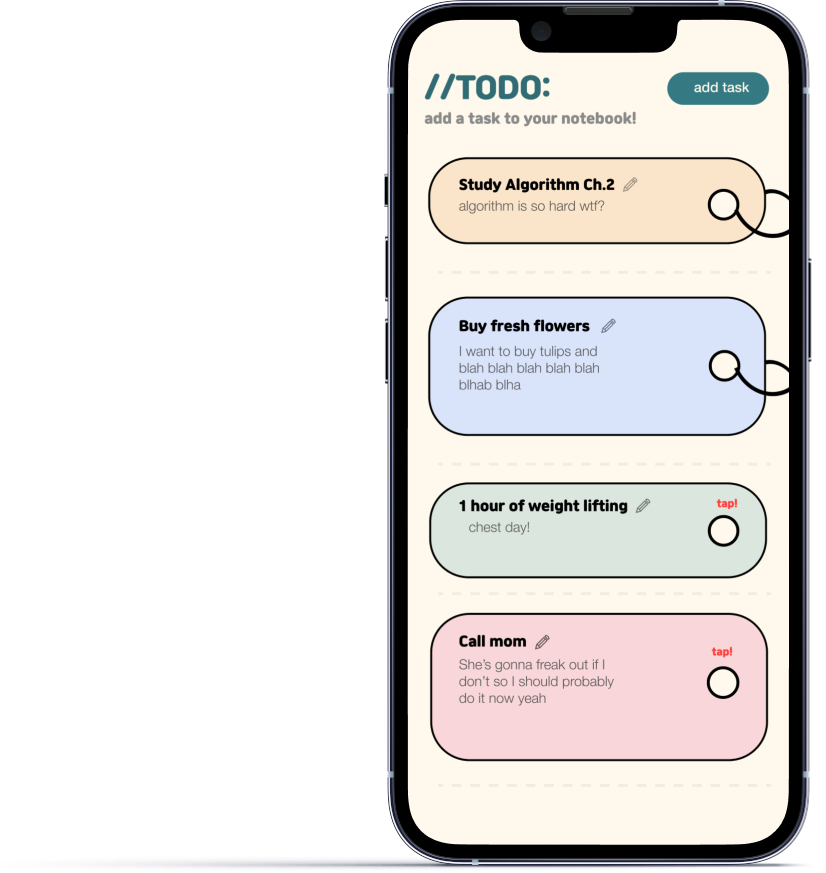 //TODO:
add task
add a task to your notebook!
Study Algorithm Ch.2
algorithm is so hard wtf?
Buy fresh flowers
I want to buy tulips and
blah blah blah blah blah
blhab blha
1 hour of weight lifting
tap!
chest day!
Call mom
tap!
She's gonna freak out if I
don't so I should probably
do it now yeah